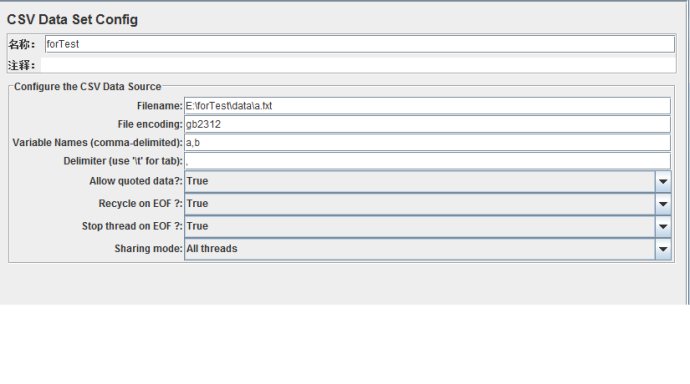 CSV Data Set Config
名称: forTest
注释:
Configure the CSV Data Source
Filename: E:\forTest\data\a.txt
File encoding: gb2312
Variable Names (comma-delimited): a,b
Delimiter (use '\t' for tab): ,
Allow quoted data?: True
Recycle on EOF ?: True
Stop thread on EOF ?: True
Sharing mode: All threads